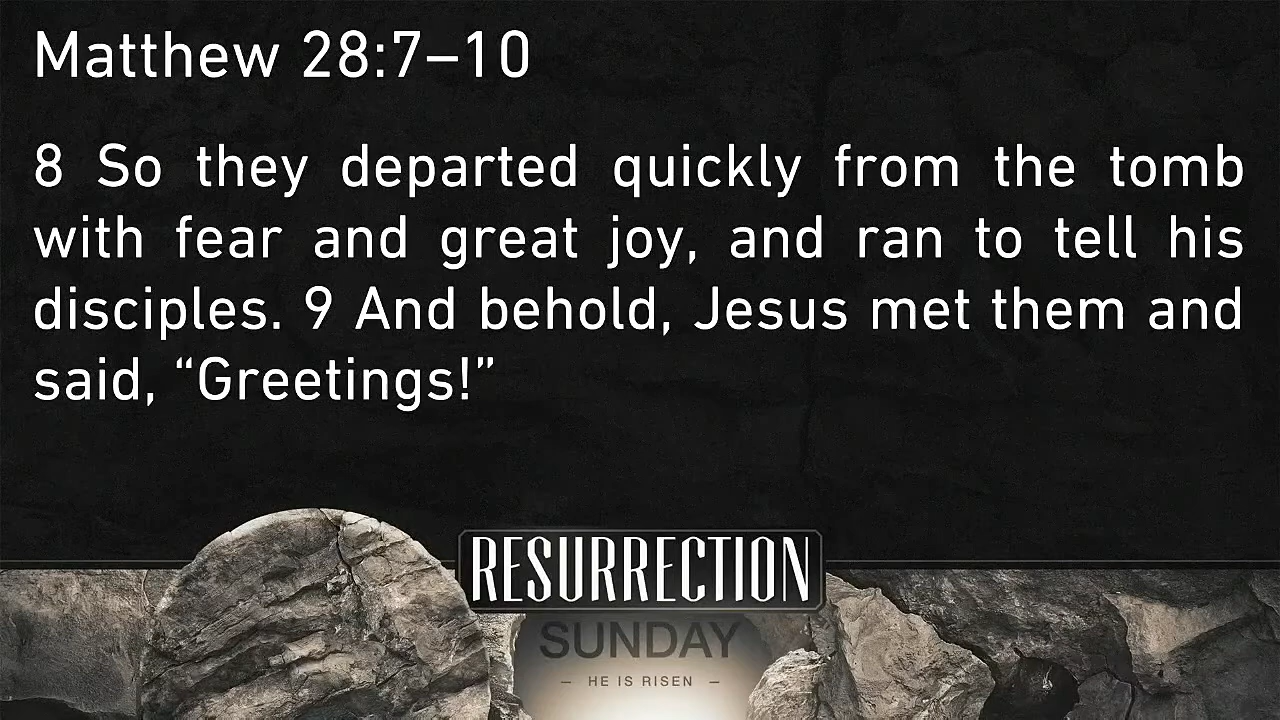 Matthew 28:7–10
8 So they departed quickly from the tomb
with fear and great joy, and ran to tell his
disciples. 9 And behold, Jesus met them and
said, “Greetings!”
RESURRECTION
SUNDAY
– HE IS RISEN –